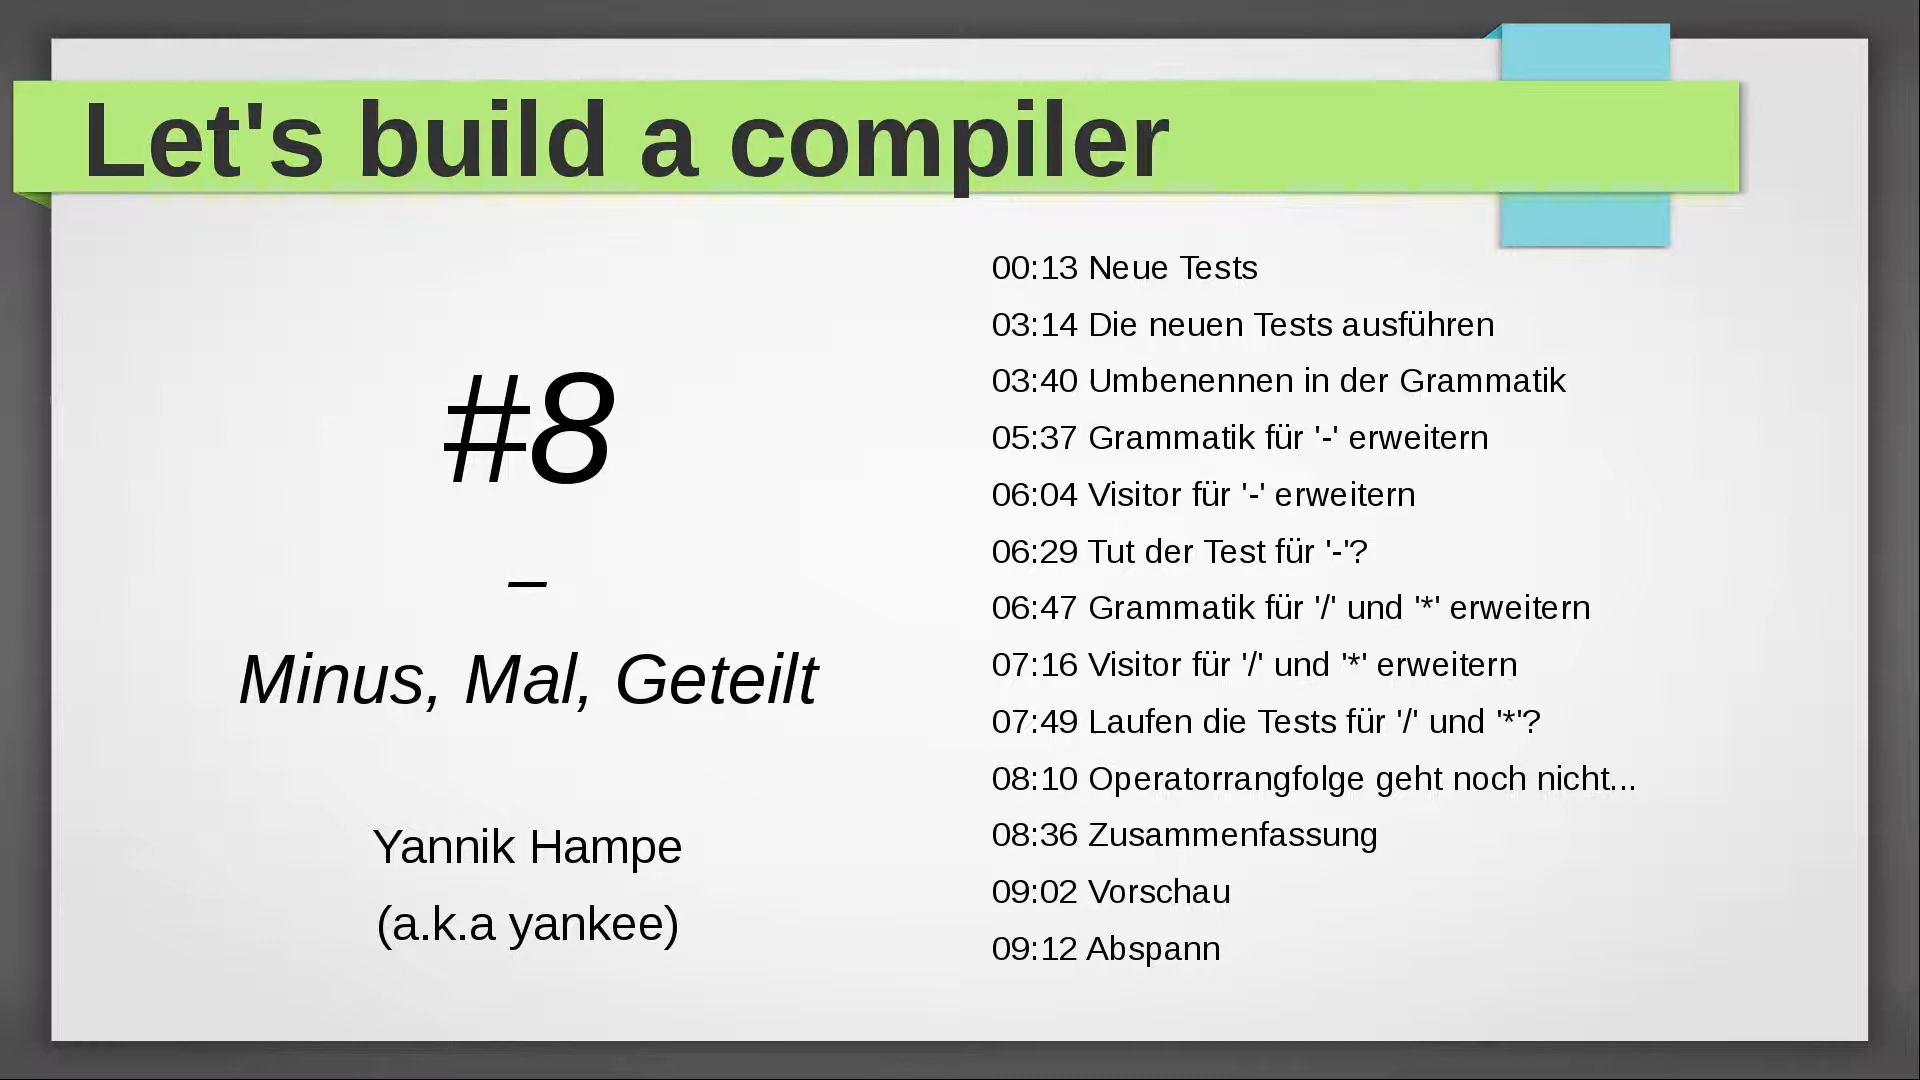 Let's build a compiler
#8
–
Minus, Mal, Geteilt
Yannik Hampe
(a.k.a yankee)
00:13 Neue Tests
03:14 Die neuen Tests ausführen
03:40 Umbenennen in der Grammatik
05:37 Grammatik für '-' erweitern
06:04 Visitor für '-' erweitern
06:29 Tut der Test für '-'?
06:47 Grammatik für '/' und '*' erweitern
07:16 Visitor für '/' und '*' erweitern
07:49 Laufen die Tests für '/' und '*'?
08:10 Operatorrangfolge geht noch nicht...
08:36 Zusammenfassung
09:02 Vorschau
09:12 Abspann